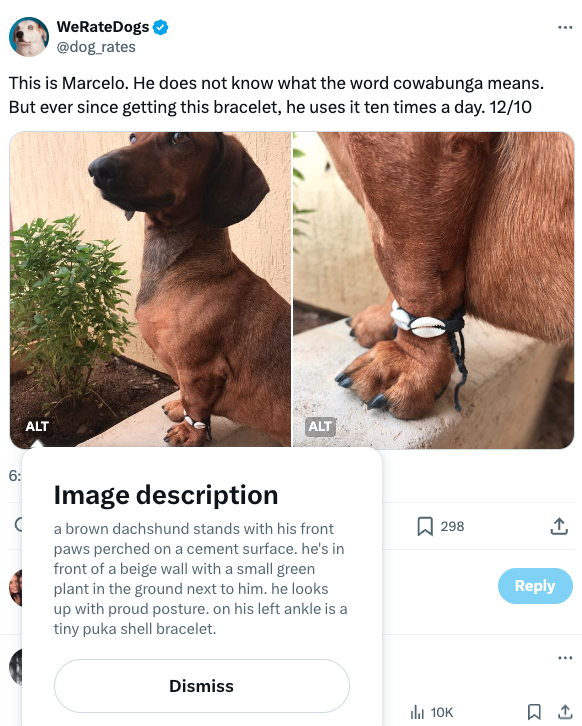 WeRateDogs
@dog_rates
This is Marcelo. He does not know what the word cowabunga means.
But ever since getting this bracelet, he uses it ten times a day. 12/10
ALT
ALT
6:
Image description
a brown dachshund stands with his front
paws perched on a cement surface. he's in
front of a beige wall with a small green
plant in the ground next to him. he looks
up with proud posture. on his left ankle is a
tiny puka shell bracelet.
Dismiss
298
Reply
10K